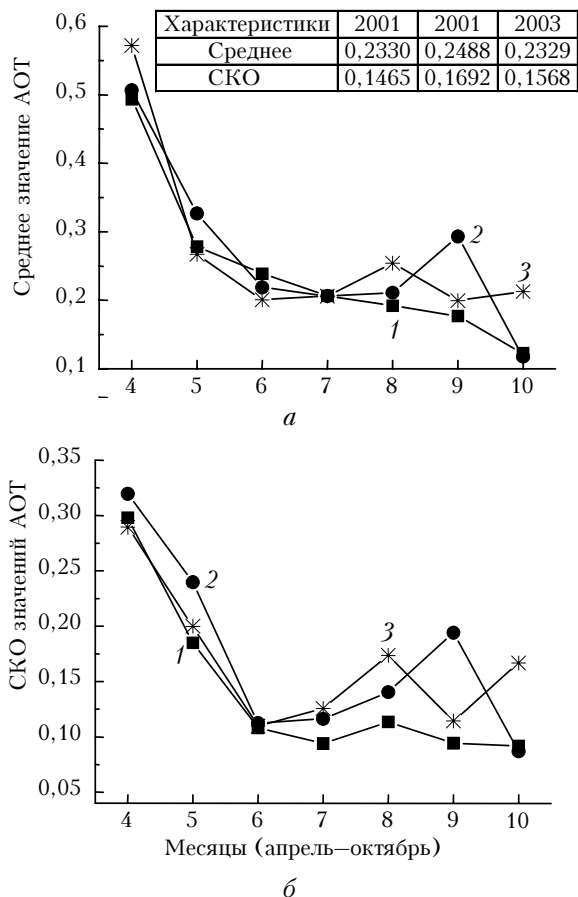 Характеристики 2001 2001 2003
Среднее 0,2330 0,2488 0,2329
СКО 0,1465 0,1692 0,1568
Среднее значение АОТ
0,6
0,5
0,4
0,3
0,2
0,1
2
3
1
4 5 6 7 8 9 10
а
СКО значений АОТ
0,35
0,30
0,25
0,20
0,15
0,10
0,05
2
1
3
4 5 6 7 8 9 10
Месяцы (апрель–октябрь)
б